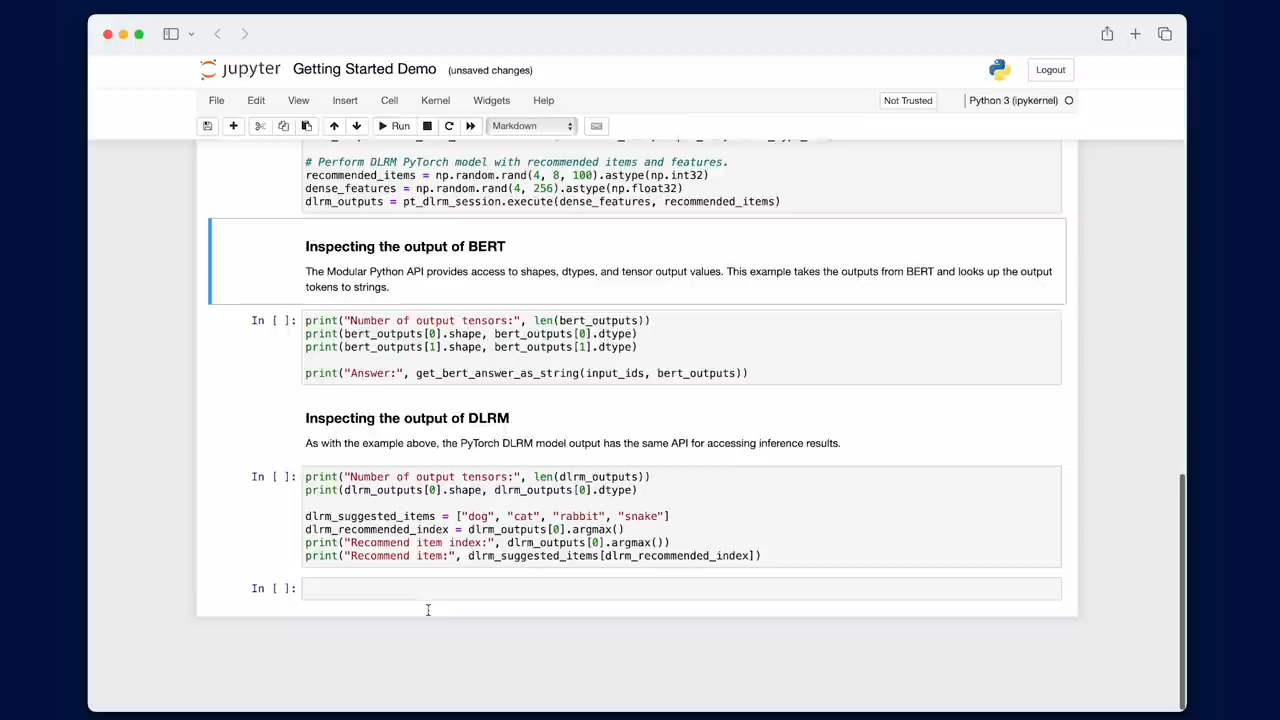 jupyter Getting Started Demo (unsaved changes) Logout
File Edit View Insert Cell Kernel Widgets Help Not Trusted Python 3 (ipykernel)
Run Markdown
# Perform DLRM PyTorch model with recommended items and features.
recommended_items = np.random.rand(4, 8, 100).astype(np.int32)
dense_features = np.random.rand(4, 256).astype(np.float32)
dlrm_outputs = pt_dlrm_session.execute(dense_features, recommended_items)
Inspecting the output of BERT
The Modular Python API provides access to shapes, dtypes, and tensor output values. This example takes the outputs from BERT and looks up the output
tokens to strings.
In [ ]: print("Number of output tensors:", len(bert_outputs))
print(bert_outputs[0].shape, bert_outputs[0].dtype)
print(bert_outputs[1].shape, bert_outputs[1].dtype)
print("Answer:", get_bert_answer_as_string(input_ids, bert_outputs))
Inspecting the output of DLRM
As with the example above, the PyTorch DLRM model output has the same API for accessing inference results.
In [ ]: print("Number of output tensors:", len(dlrm_outputs))
print(dlrm_outputs[0].shape, dlrm_outputs[0].dtype)
dlrm_suggested_items = ["dog", "cat", "rabbit", "snake"]
dlrm_recommended_index = dlrm_outputs[0].argmax()
print("Recommend item index:", dlrm_outputs[0].argmax())
print("Recommend item:", dlrm_suggested_items[dlrm_recommended_index])
In [ ]: